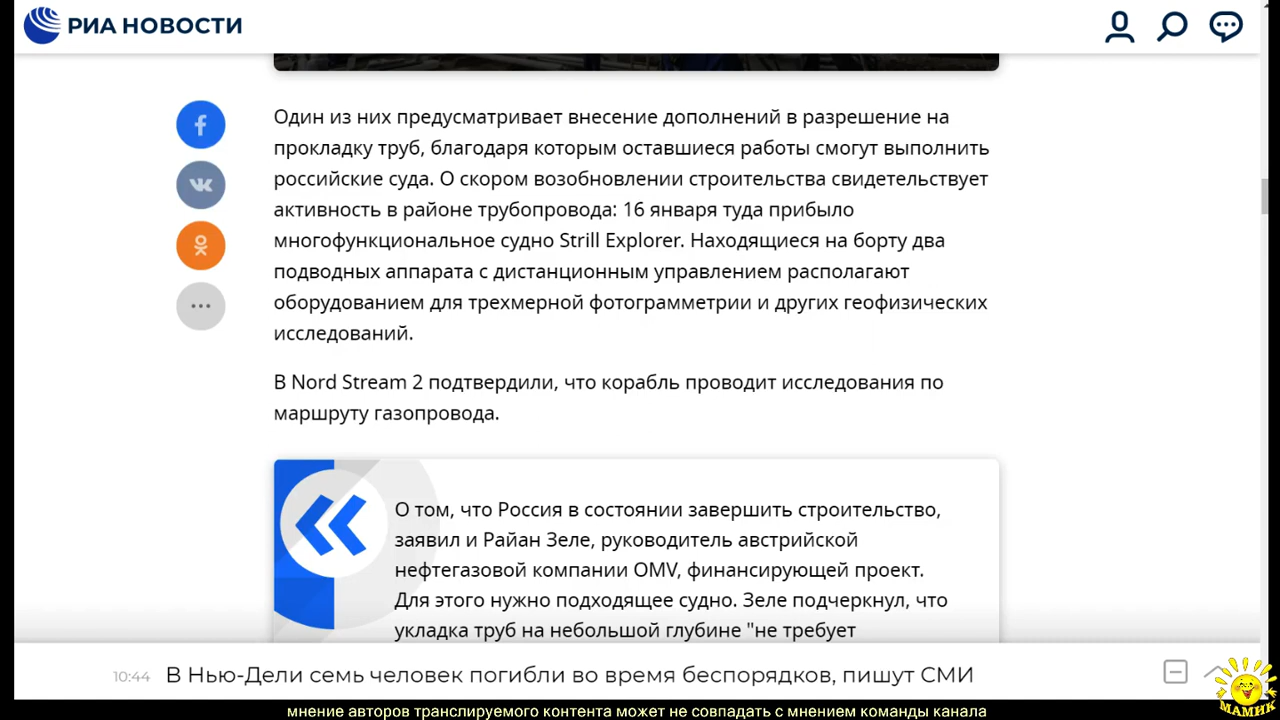 РИА НОВОСТИ
Один из них предусматривает внесение дополнений в разрешение на
прокладку труб, благодаря которым оставшиеся работы смогут выполнить
российские суда. О скором возобновлении строительства свидетельствует
активность в районе трубопровода: 16 января туда прибыло
многофункциональное судно Strill Explorer. Находящиеся на борту два
подводных аппарата с дистанционным управлением располагают
оборудованием для трехмерной фотограмметрии и других геофизических
исследований.
В Nord Stream 2 подтвердили, что корабль проводит исследования по
маршруту газопровода.
О том, что Россия в состоянии завершить строительство,
заявил и Райан Зеле, руководитель австрийской
нефтегазовой компании OMV, финансирующей проект.
Для этого нужно подходящее судно. Зеле подчеркнул, что
укладка труб на небольшой глубине "не требует
10:44 В Нью-Дели семь человек погибли во время беспорядков, пишут СМИ
МАМИК
мнение авторов транслируемого контента может не совпадать с мнением команды канала